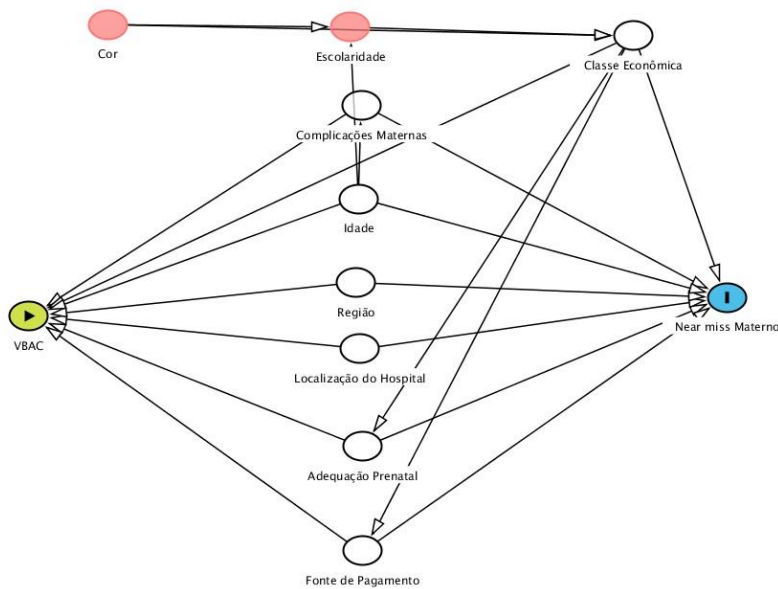 Cor
Escolaridade
Classe Econômica
Complicações Maternas
Idade
Região
Near miss Materno
VBAC
Localização do Hospital
Adequação Prenatal
Fonte de Pagamento